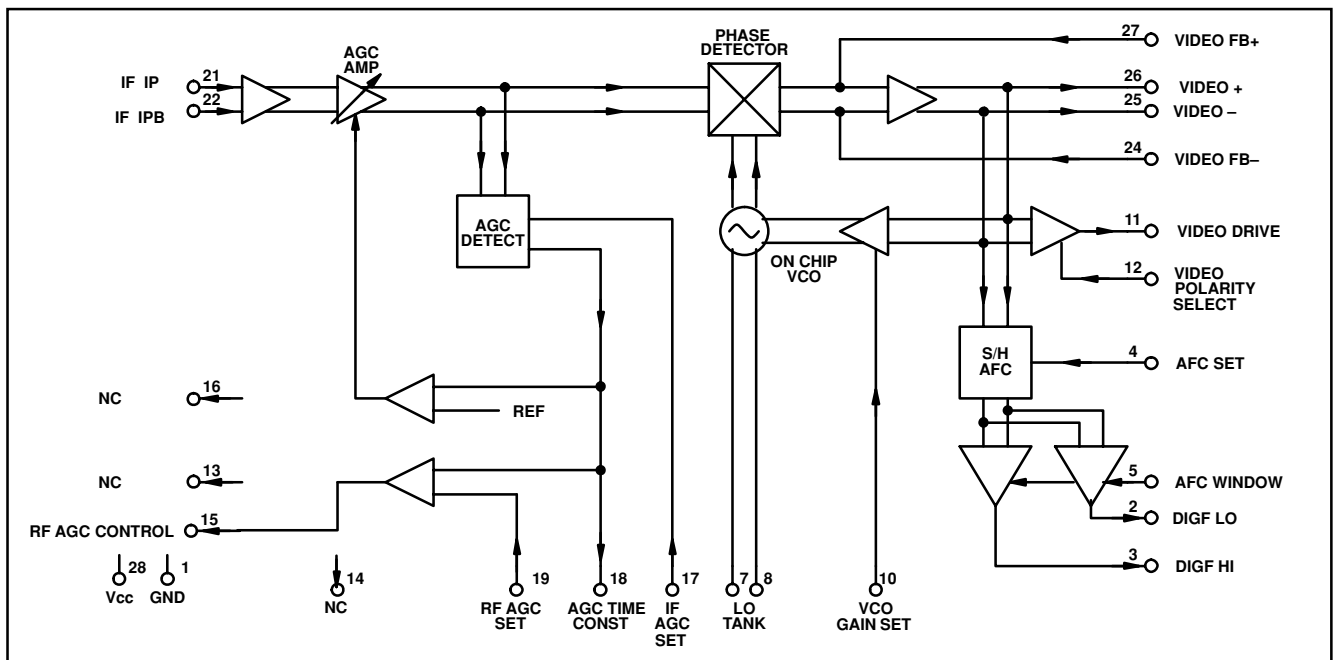 PHASE
DETECTOR
27
VIDEO FB+
AGC
AMP
IF IP
21
26
VIDEO +
IF IPB
22
25
VIDEO –
24
VIDEO FB–
AGC
DETECT
ON CHIP
VCO
11
VIDEO DRIVE
12
VIDEO
POLARITY
SELECT
S/H
AFC
4
AFC SET
NC
16
REF
NC
13
5
AFC WINDOW
2
DIGF LO
RF AGC CONTROL
15
3
DIGF HI
28
Vcc
1
GND
14
NC
19
RF AGC
SET
18
AGC TIME
CONST
17
IF
AGC
SET
7
8
LO
TANK
10
VCO
GAIN SET